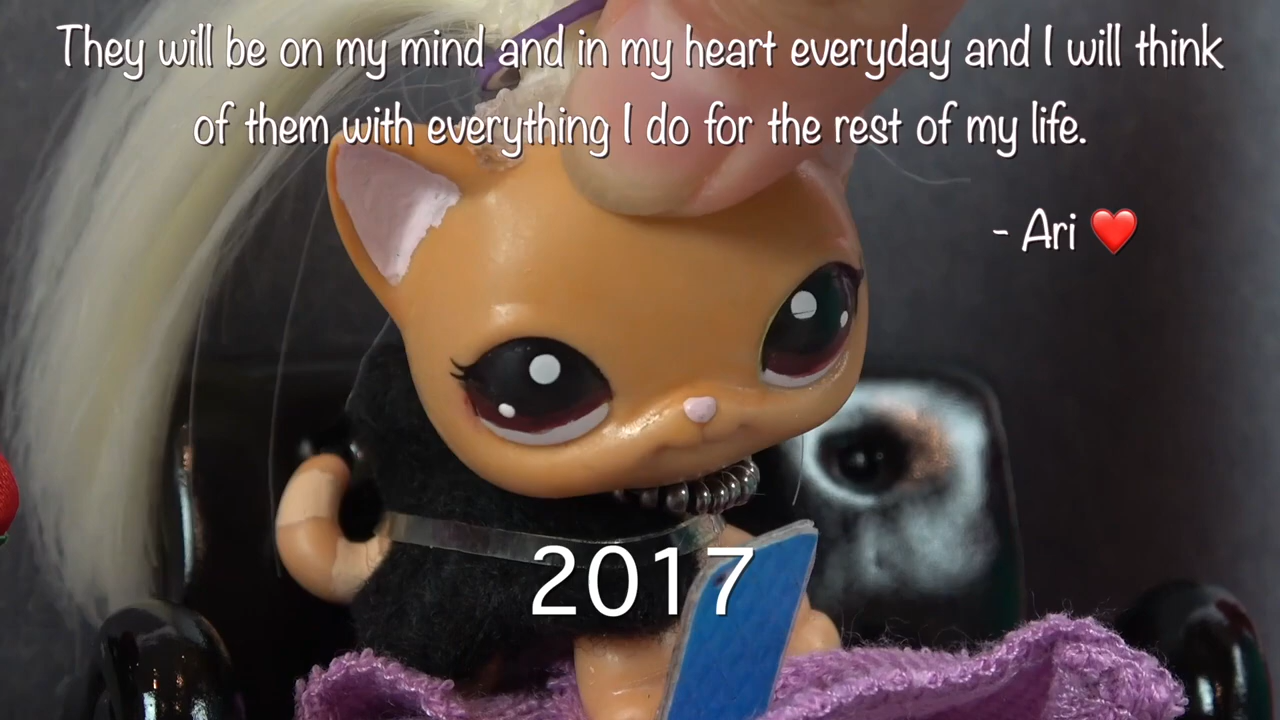 They will be on my mind and in my heart everyday and I will think
of them with everything I do for the rest of my life.
- Ari ❤️
2017